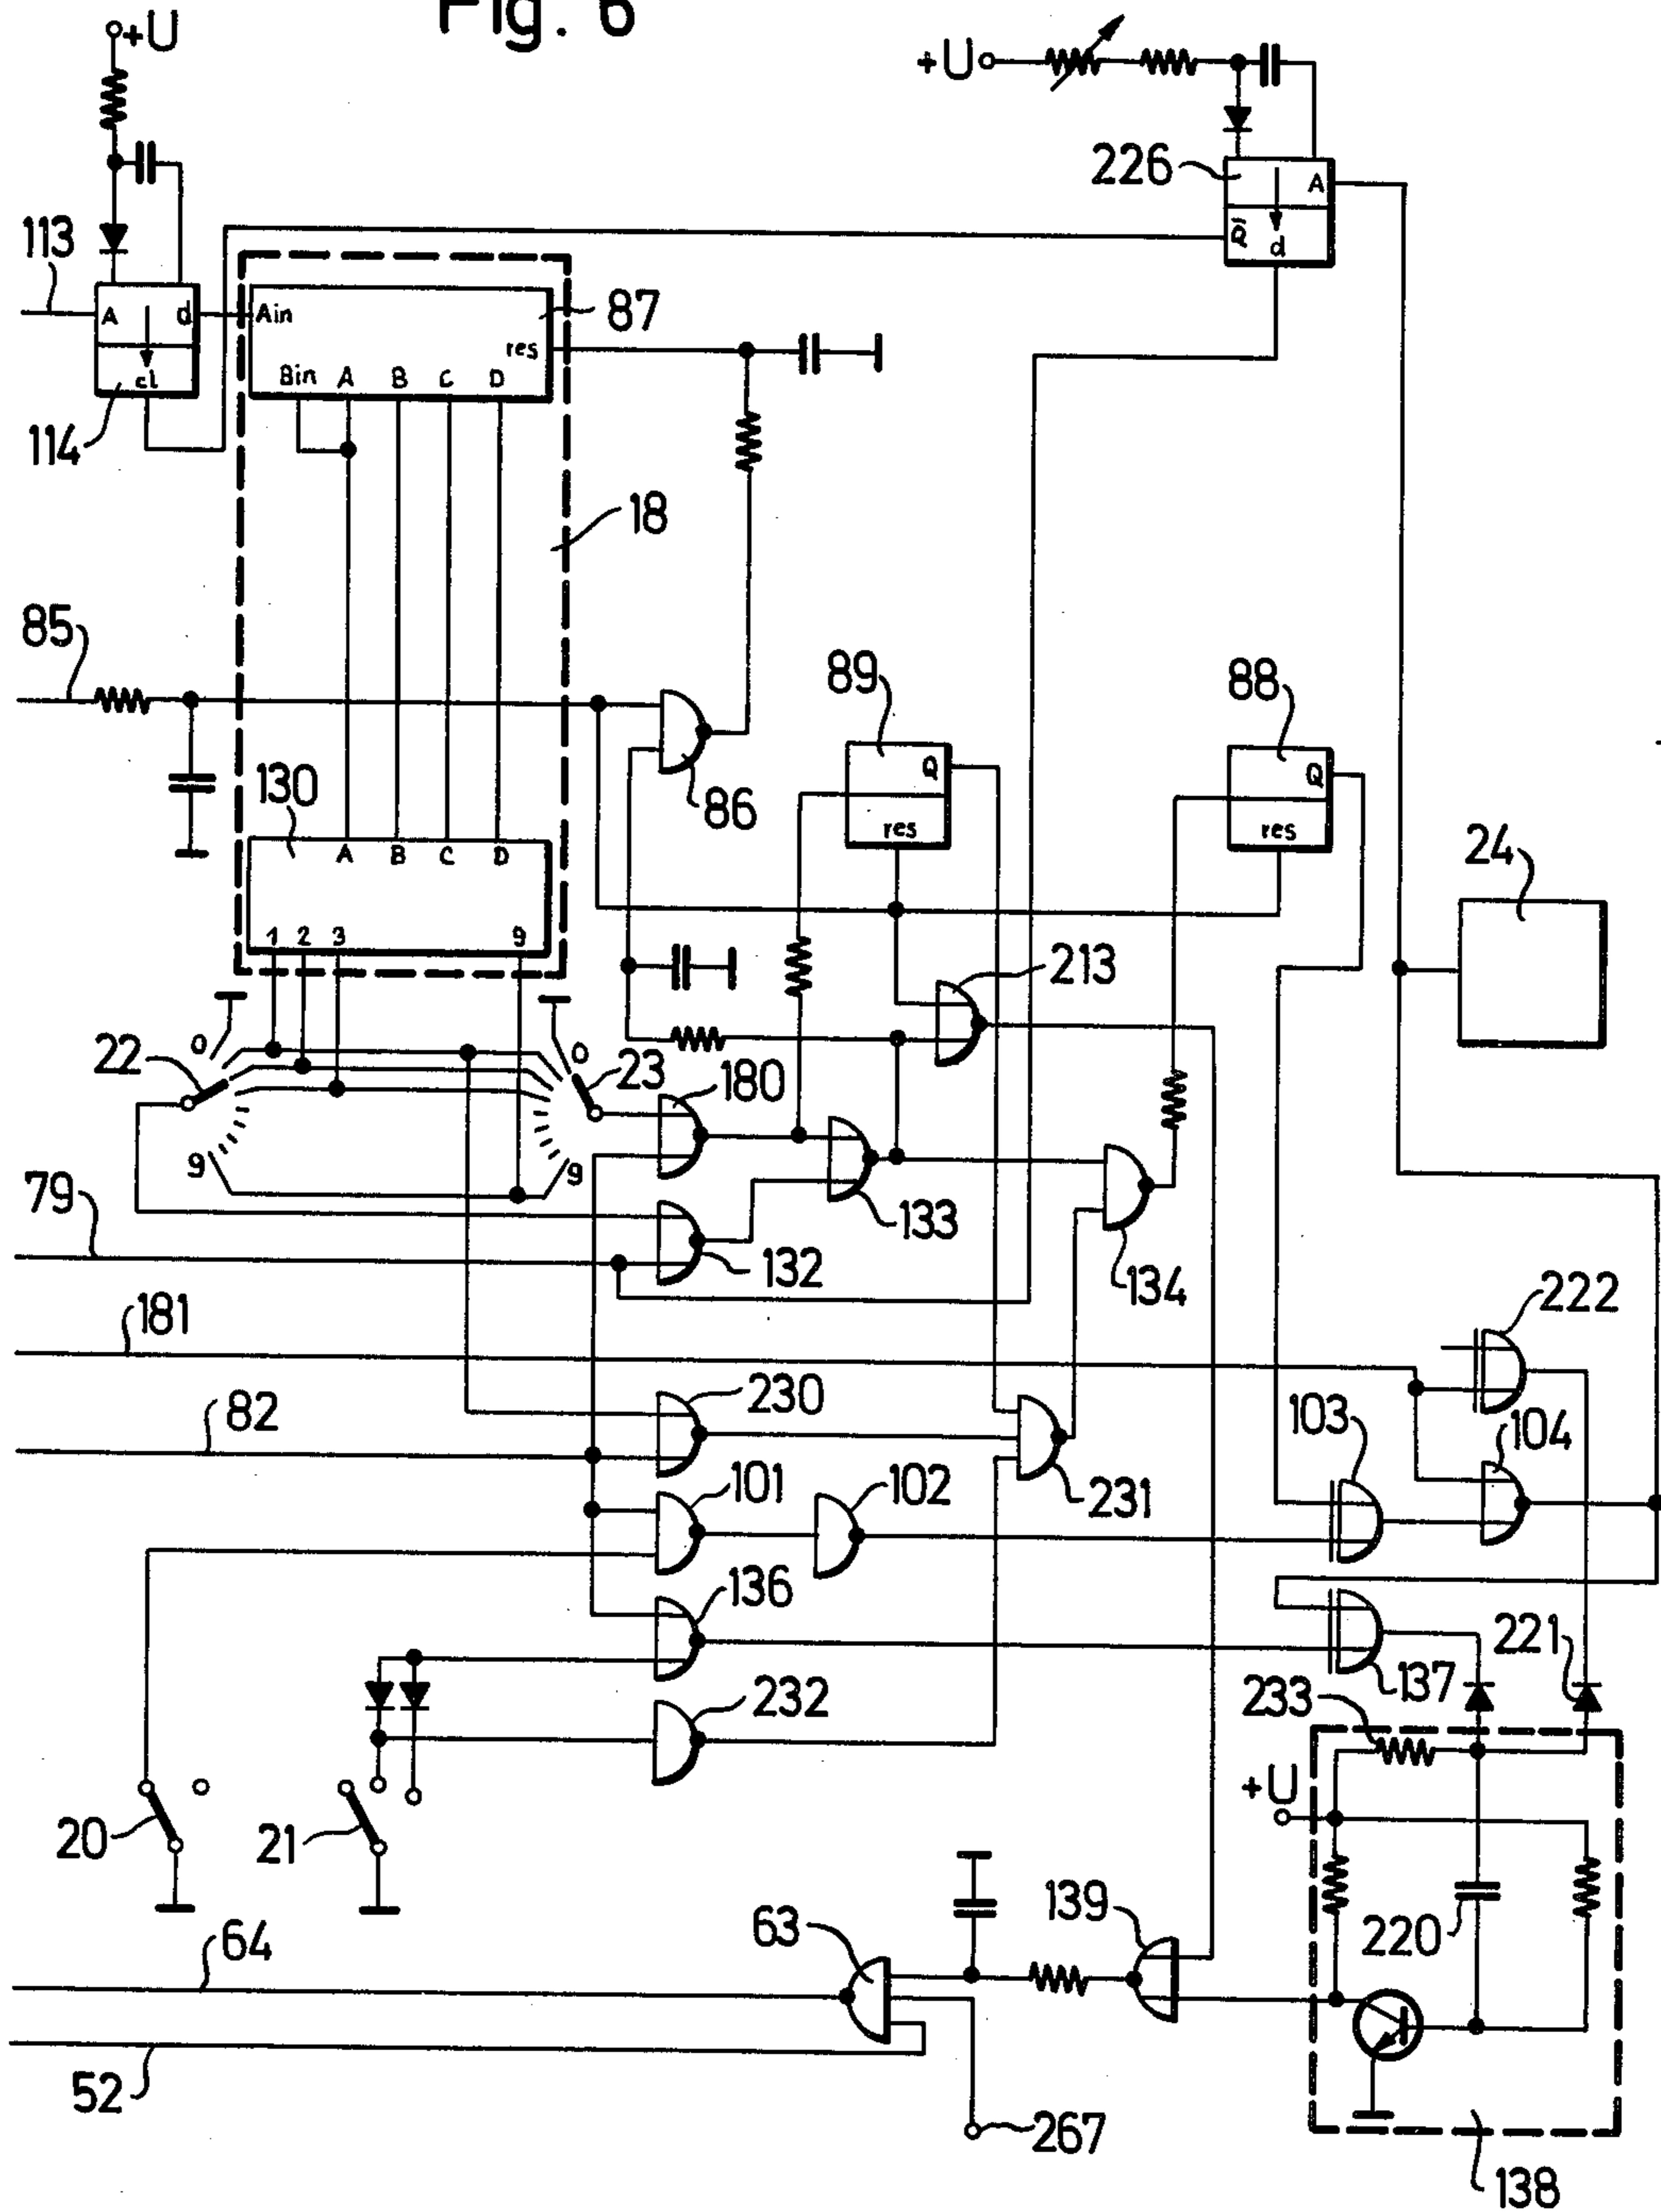 Fig. 6
+U
+U
226
A
Q̄
d
113
A
d
cl
114
Ain
87
res
Bin A B C D
18
85
86
130
A B C D
1 2 3 9
89
Q
res
88
Q
res
24
213
22
0
0
23
180
9
9
79
132
133
134
181
222
82
230
103
104
101
102
231
136
221
232
137
233
+U
20
21
139
63
220
64
52
267
138